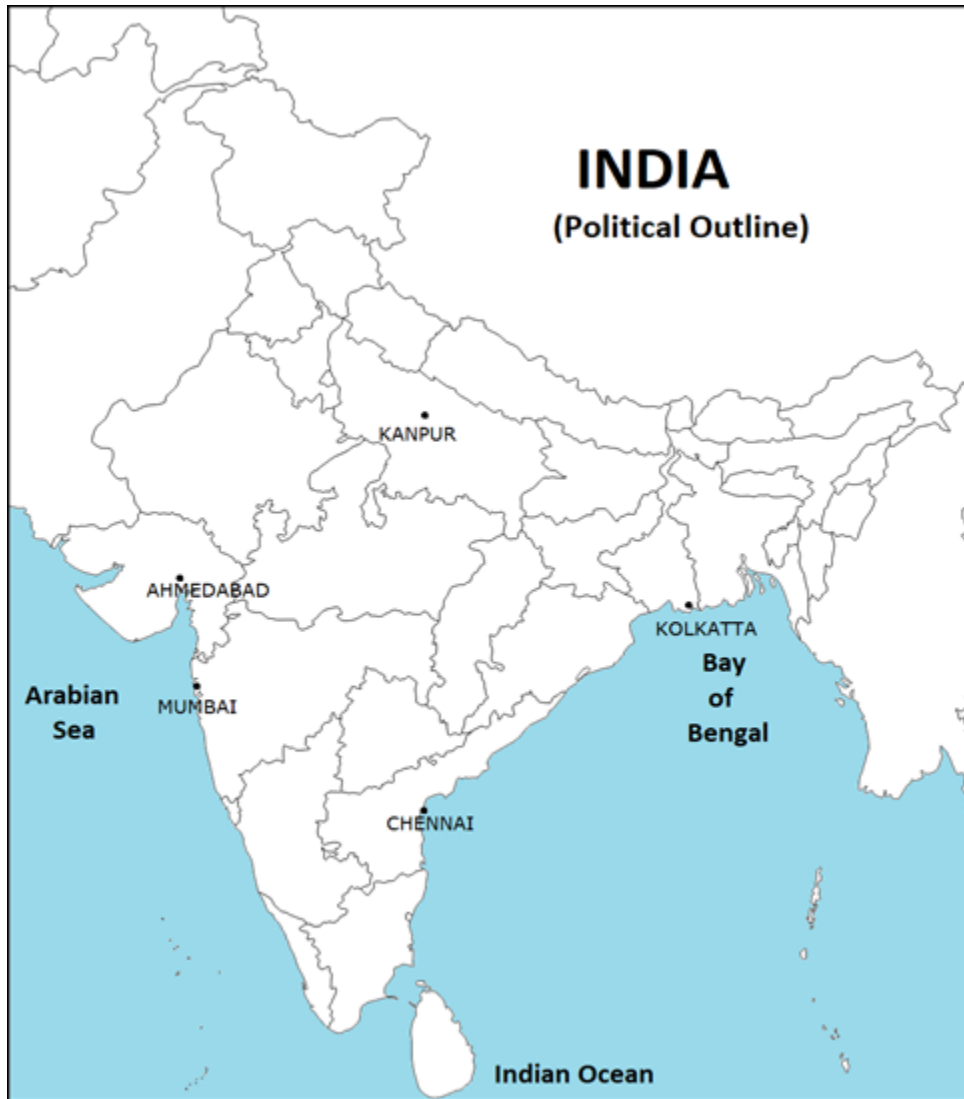 INDIA
(Political Outline)
KANPUR
AHMEDABAD
KOLKATTA
Bay
of
Bengal
Arabian
Sea
MUMBAI
CHENNAI
Indian Ocean